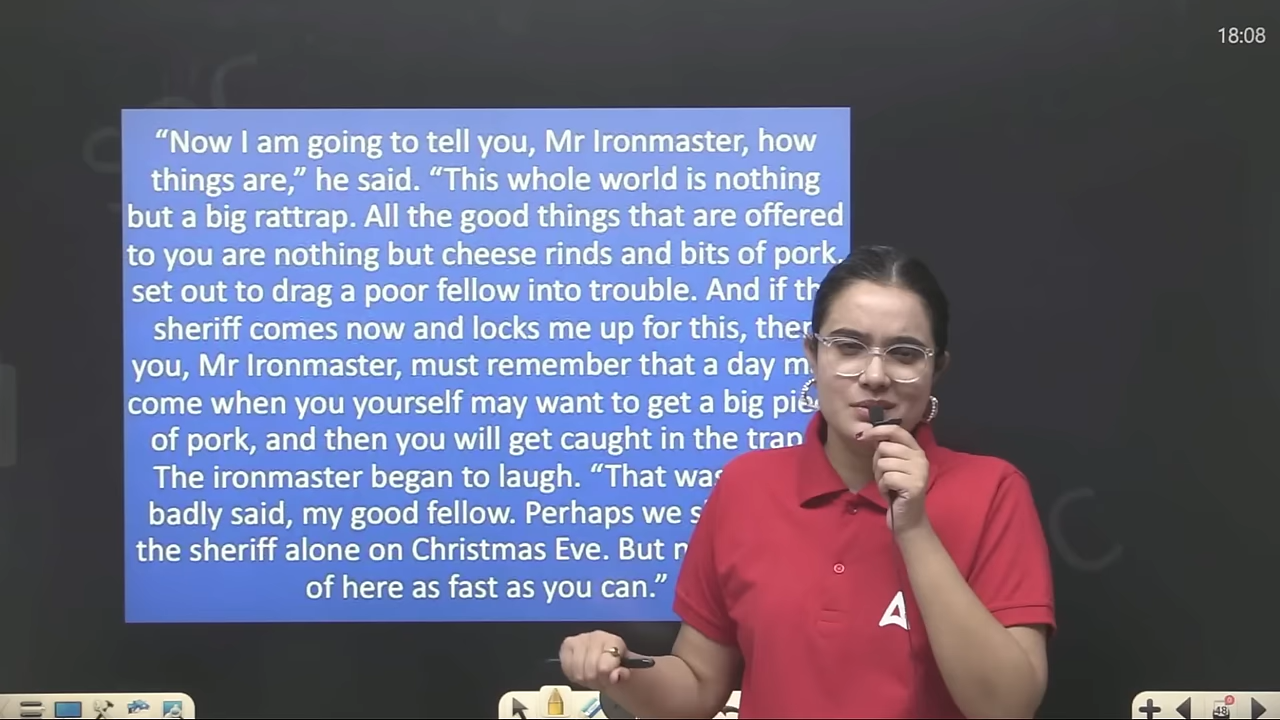 18:08
“Now I am going to tell you, Mr Ironmaster, how
things are,” he said. “This whole world is nothing
but a big rattrap. All the good things that are offered
to you are nothing but cheese rinds and bits of pork,
set out to drag a poor fellow into trouble. And if
sheriff comes now and locks me up for this,
you, Mr Ironmaster, must remember that a day
come when you yourself may want to get a big
of pork, and then you will get caught in the trap
The ironmaster began to laugh. “That was
badly said, my good fellow. Perhaps we
the sheriff alone on Christmas Eve. But
of here as fast as you can.”
48